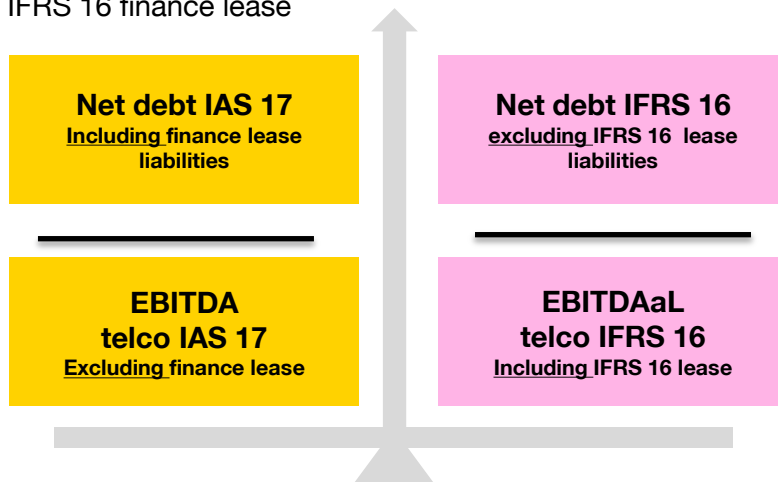 IFRS 16 finance lease
Net debt IAS 17
Including finance lease
liabilities
Net debt IFRS 16
excluding IFRS 16 lease
liabilities
EBITDA
telco IAS 17
Excluding finance lease
EBITDAaL
telco IFRS 16
Including IFRS 16 lease